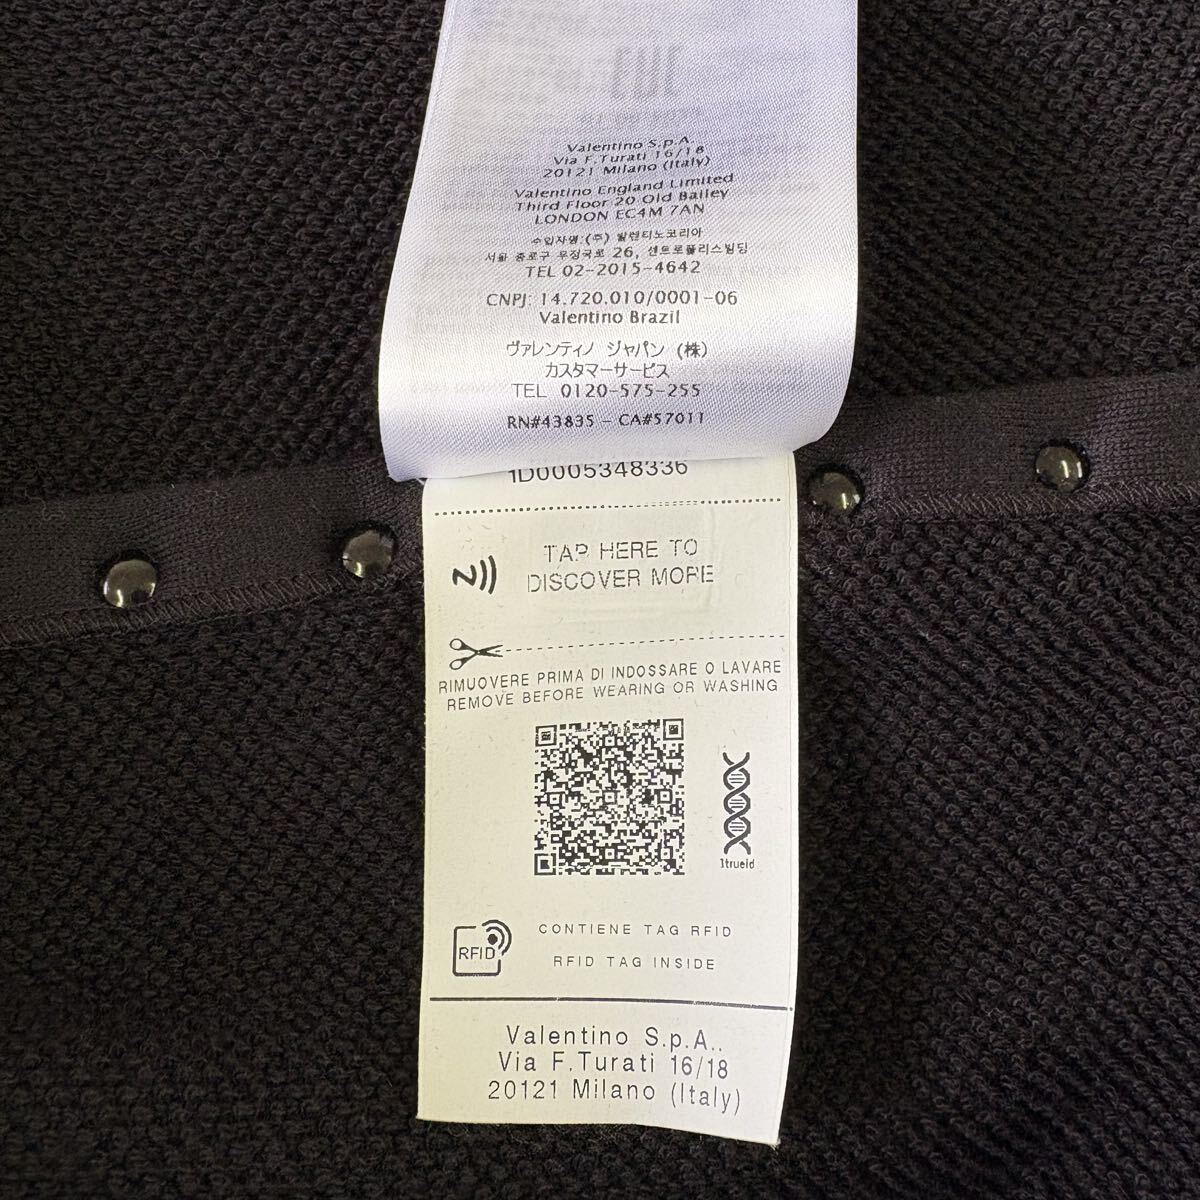 Valentino S.p.A
Via F.Turati 16/18
20121 Milano (Italy)
Valentino England Limited
Third Floor 20 Old Bailey
LONDON EC4M 7AN
수입자명:(주) 발렌티노코리아
서울 종로구 우정국로 26, 센트로폴리스빌딩
TEL 02-2015-4642
CNPJ: 14.720.010/0001-06
Valentino Brazil
ヴァレンティノ ジャパン (株)
カスタマーサービス
TEL 0120-575-255
RN#43835 - CA#57011
1D0005348336
TAP HERE TO
DISCOVER MORE
RIMUOVERE PRIMA DI INDOSSARE O LAVARE
REMOVE BEFORE WEARING OR WASHING
1trueid
CONTIENE TAG RFID
RFID
RFID TAG INSIDE
Valentino S.p.A..
Via F.Turati 16/18
20121 Milano (Italy)